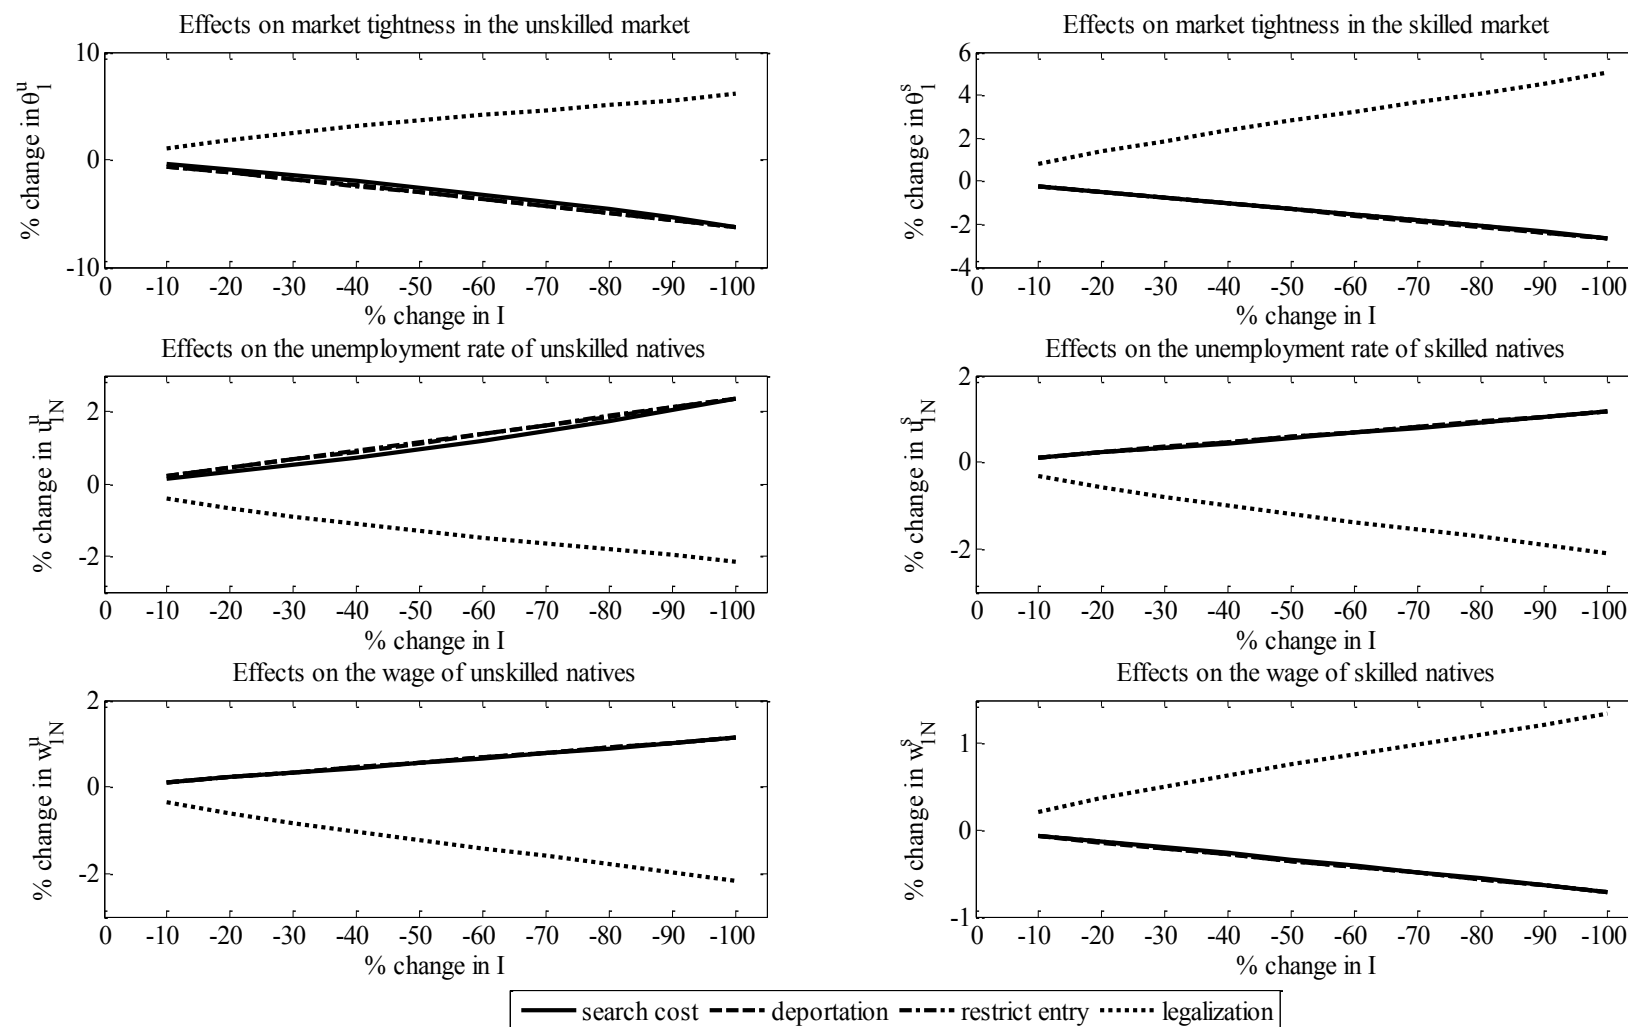 Effects on market tightness in the unskilled market
% change in θ₁ᵘ
10
0
-10
0 -10 -20 -30 -40 -50 -60 -70 -80 -90 -100
% change in I
Effects on market tightness in the skilled market
% change in θ₁ˢ
6
4
2
0
-2
-4
0 -10 -20 -30 -40 -50 -60 -70 -80 -90 -100
% change in I
Effects on the unemployment rate of unskilled natives
% change in uᵘ₁N
2
0
-2
0 -10 -20 -30 -40 -50 -60 -70 -80 -90 -100
% change in I
Effects on the unemployment rate of skilled natives
% change in uˢ₁N
2
0
-2
0 -10 -20 -30 -40 -50 -60 -70 -80 -90 -100
% change in I
Effects on the wage of unskilled natives
% change in wᵘ₁N
2
0
-2
0 -10 -20 -30 -40 -50 -60 -70 -80 -90 -100
% change in I
Effects on the wage of skilled natives
% change in wˢ₁N
1
0
-1
0 -10 -20 -30 -40 -50 -60 -70 -80 -90 -100
% change in I
search cost deportation restrict entry legalization